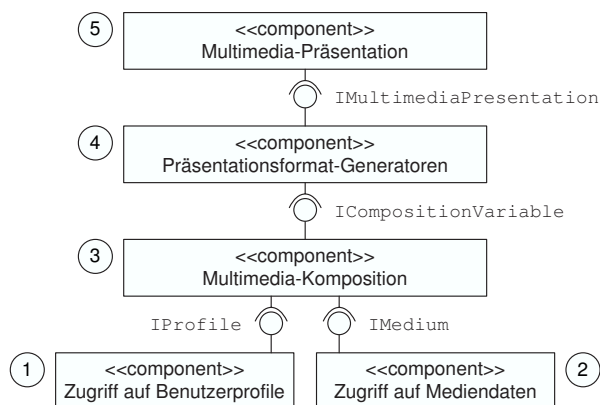 5
<<component>>
Multimedia-Präsentation
IMultimediaPresentation
4
<<component>>
Präsentationsformat-Generatoren
ICompositionVariable
3
<<component>>
Multimedia-Komposition
IProfile
IMedium
1
<<component>>
Zugriff auf Benutzerprofile
<<component>>
Zugriff auf Mediendaten
2